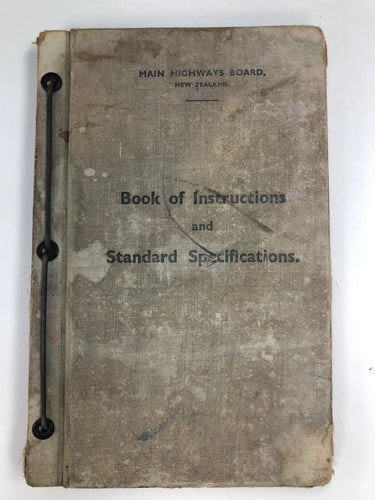 MAIN HIGHWAYS BOARD,
NEW ZEALAND.
Book of Instructions
and
Standard Specifications.